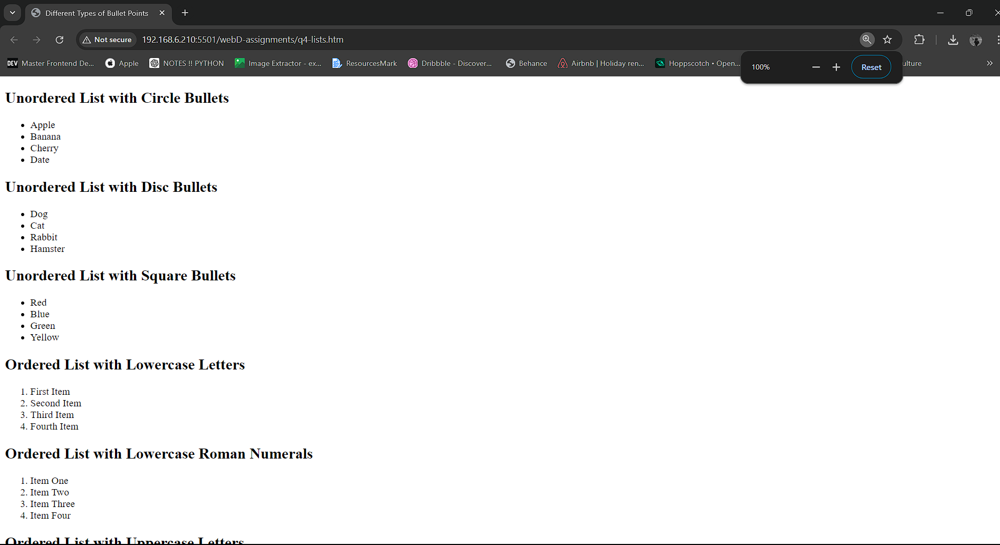 Different Types of Bullet Points
Not secure 192.168.6.210:5501/webD-assignments/q4-lists.htm
DEV Master Frontend De... Apple NOTES !! PYTHON Image Extractor - ex... ResourcesMark Dribbble - Discover... Behance Airbnb | Holiday ren... Hoppscotch • Open... ulture
100% Reset
Unordered List with Circle Bullets
• Apple
• Banana
• Cherry
• Date
Unordered List with Disc Bullets
• Dog
• Cat
• Rabbit
• Hamster
Unordered List with Square Bullets
• Red
• Blue
• Green
• Yellow
Ordered List with Lowercase Letters
1. First Item
2. Second Item
3. Third Item
4. Fourth Item
Ordered List with Lowercase Roman Numerals
1. Item One
2. Item Two
3. Item Three
4. Item Four
Ordered List with Uppercase Letters